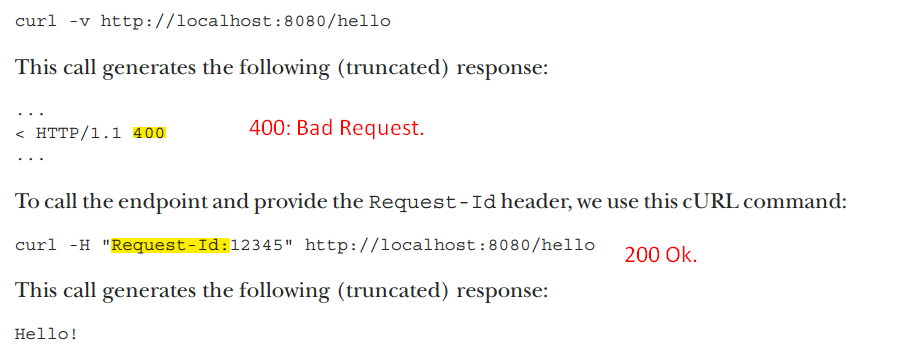 curl -v http://localhost:8080/hello
This call generates the following (truncated) response:
...
< HTTP/1.1 400
400: Bad Request.
...
To call the endpoint and provide the Request-Id header, we use this cURL command:
curl -H "Request-Id:12345" http://localhost:8080/hello
200 Ok.
This call generates the following (truncated) response:
Hello!